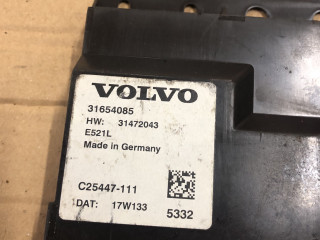 VOLVO
31654085
HW: 31472043
E521L
Made in Germany
C25447-111
DAT: 17W133 5332